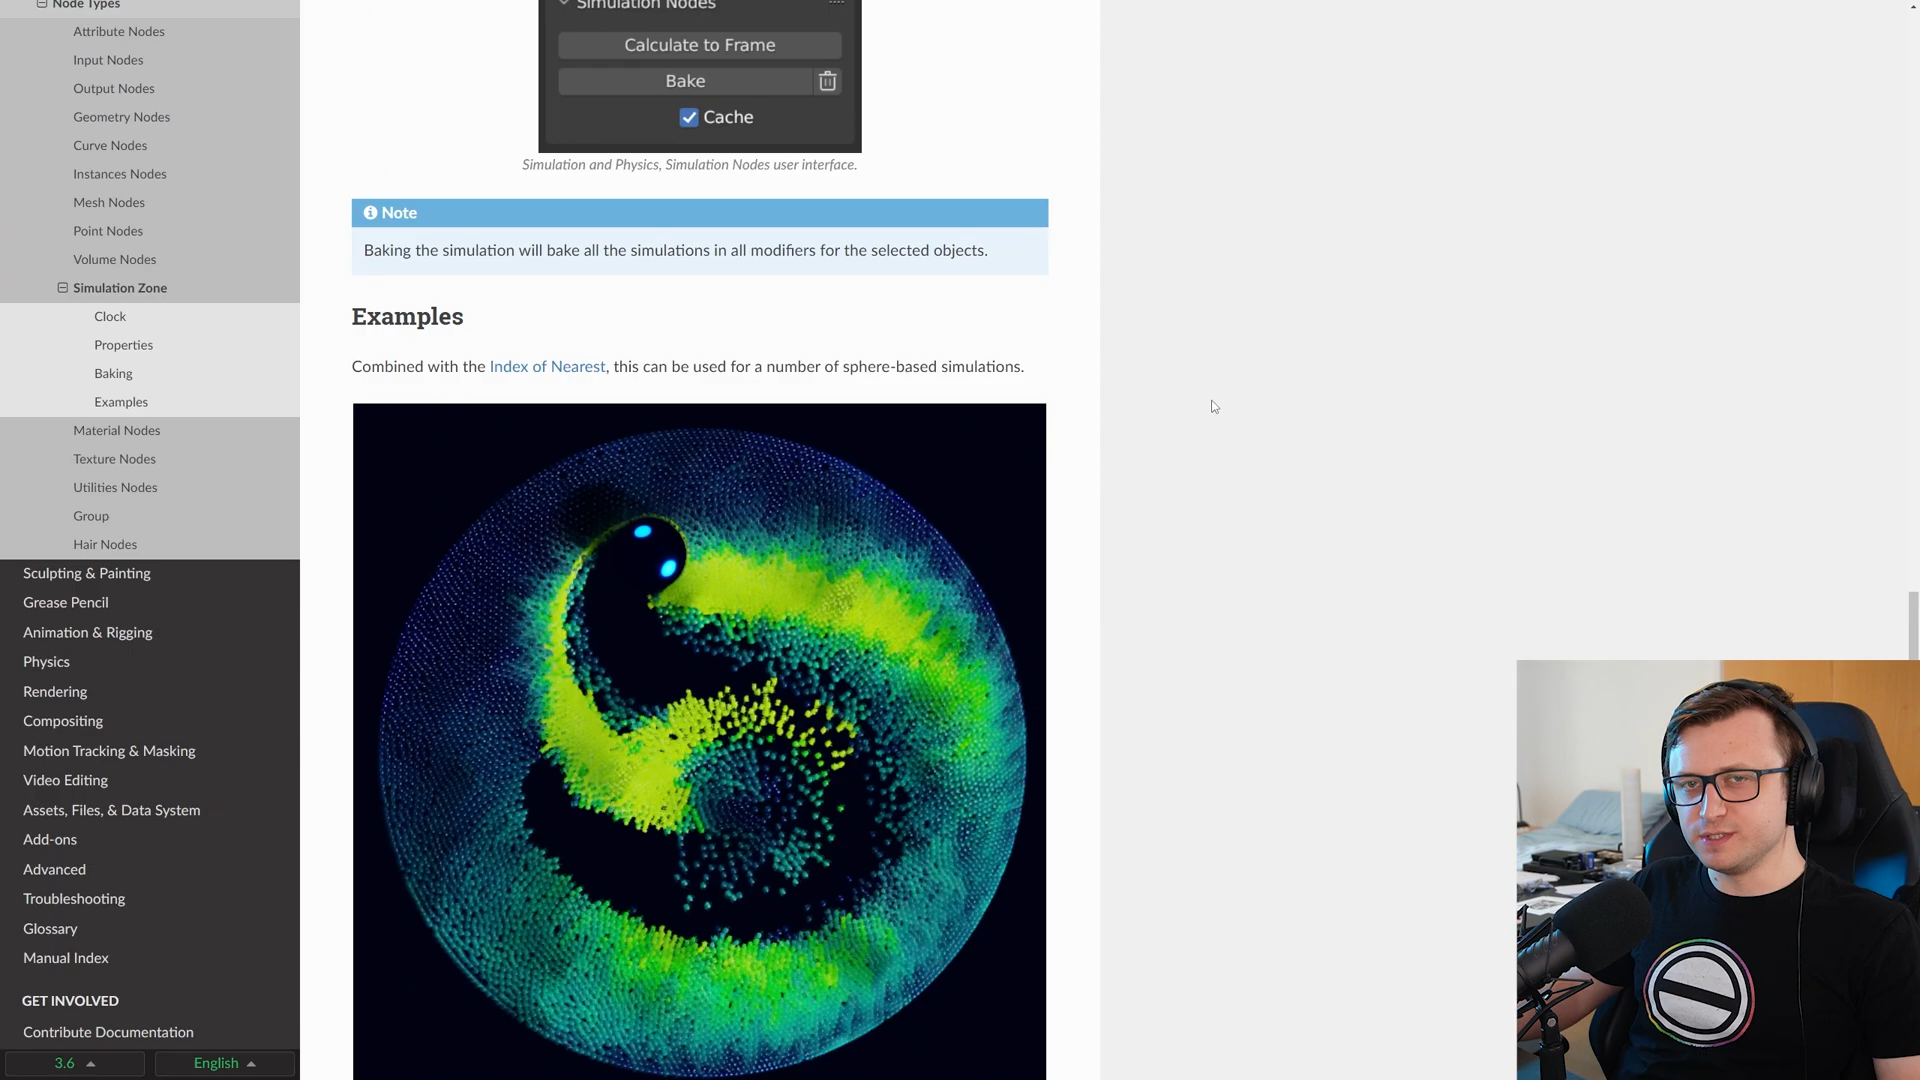 Node Types
Attribute Nodes
Input Nodes
Output Nodes
Geometry Nodes
Curve Nodes
Instances Nodes
Mesh Nodes
Point Nodes
Volume Nodes
Simulation Zone
Clock
Properties
Baking
Examples
Material Nodes
Texture Nodes
Utilities Nodes
Group
Hair Nodes
Sculpting & Painting
Grease Pencil
Animation & Rigging
Physics
Rendering
Compositing
Motion Tracking & Masking
Video Editing
Assets, Files, & Data System
Add-ons
Advanced
Troubleshooting
Glossary
Manual Index
GET INVOLVED
Contribute Documentation
3.6
English
Simulation Nodes
Calculate to Frame
Bake
Cache
Simulation and Physics, Simulation Nodes user interface.
Note
Baking the simulation will bake all the simulations in all modifiers for the selected objects.
Examples
Combined with the Index of Nearest, this can be used for a number of sphere-based simulations.